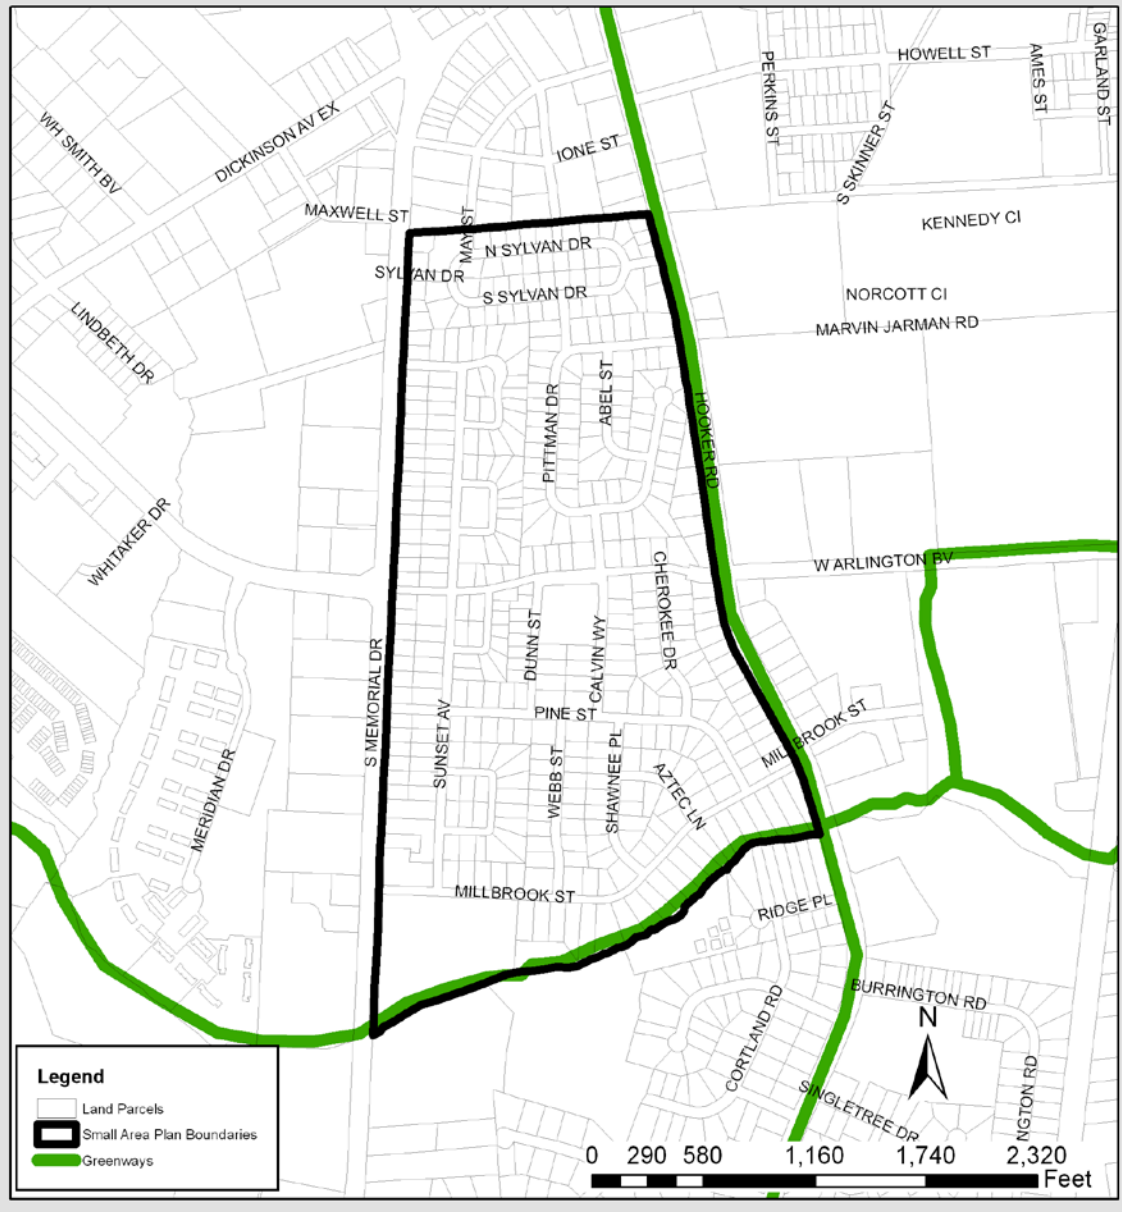 HOWELL ST
GARLAND ST
AMES ST
PERKINS ST
WH SMITH BV
DICKINSON AV EX
IONE ST
S SKINNER ST
MAXWELL ST
MAY ST
KENNEDY CI
N SYLVAN DR
SYLVAN DR
S SYLVAN DR
NORCOTT CI
MARVIN JARMAN RD
LINDBETH DR
PITTMAN DR
ABEL ST
HOOKER RD
WHITAKER DR
W ARLINGTON BV
CHEROKEE DR
DUNN ST
CALVIN WY
S MEMORIAL DR
SUNSET AV
PINE ST
MILLBROOK ST
MERIDIAN DR
WEBB ST
SHAWNEE PL
AZTEC LN
MILLBROOK ST
RIDGE PL
BURRINGTON RD
CORTLAND RD
N
SINGLETREE DR
NGTON RD
Legend
Land Parcels
Small Area Plan Boundaries
Greenways
0 290 580 1,160 1,740 2,320
Feet